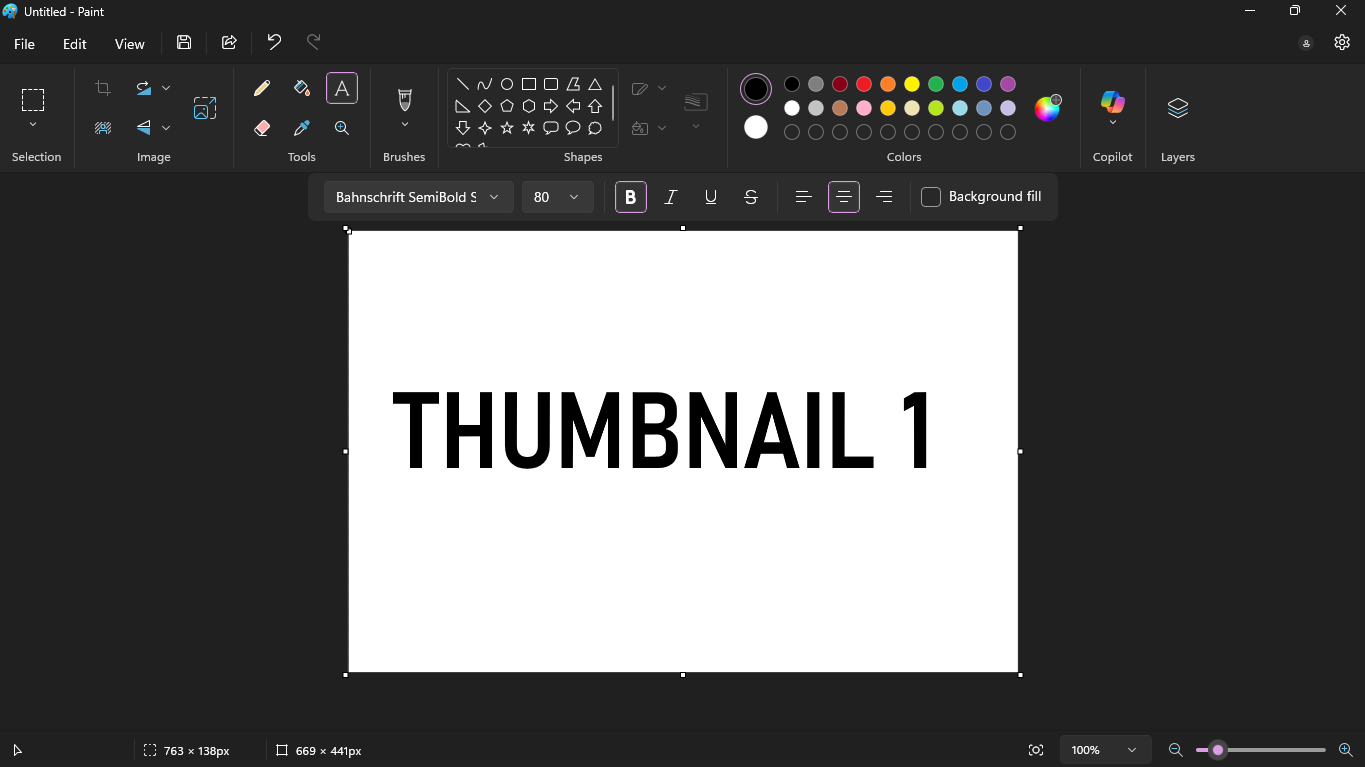 Untitled - Paint
File Edit View
Selection Image Tools Brushes Shapes Colors Copilot Layers
Bahnschrift SemiBold S 80 B I U S Background fill
THUMBNAIL 1
763 × 138px 669 × 441px 100%